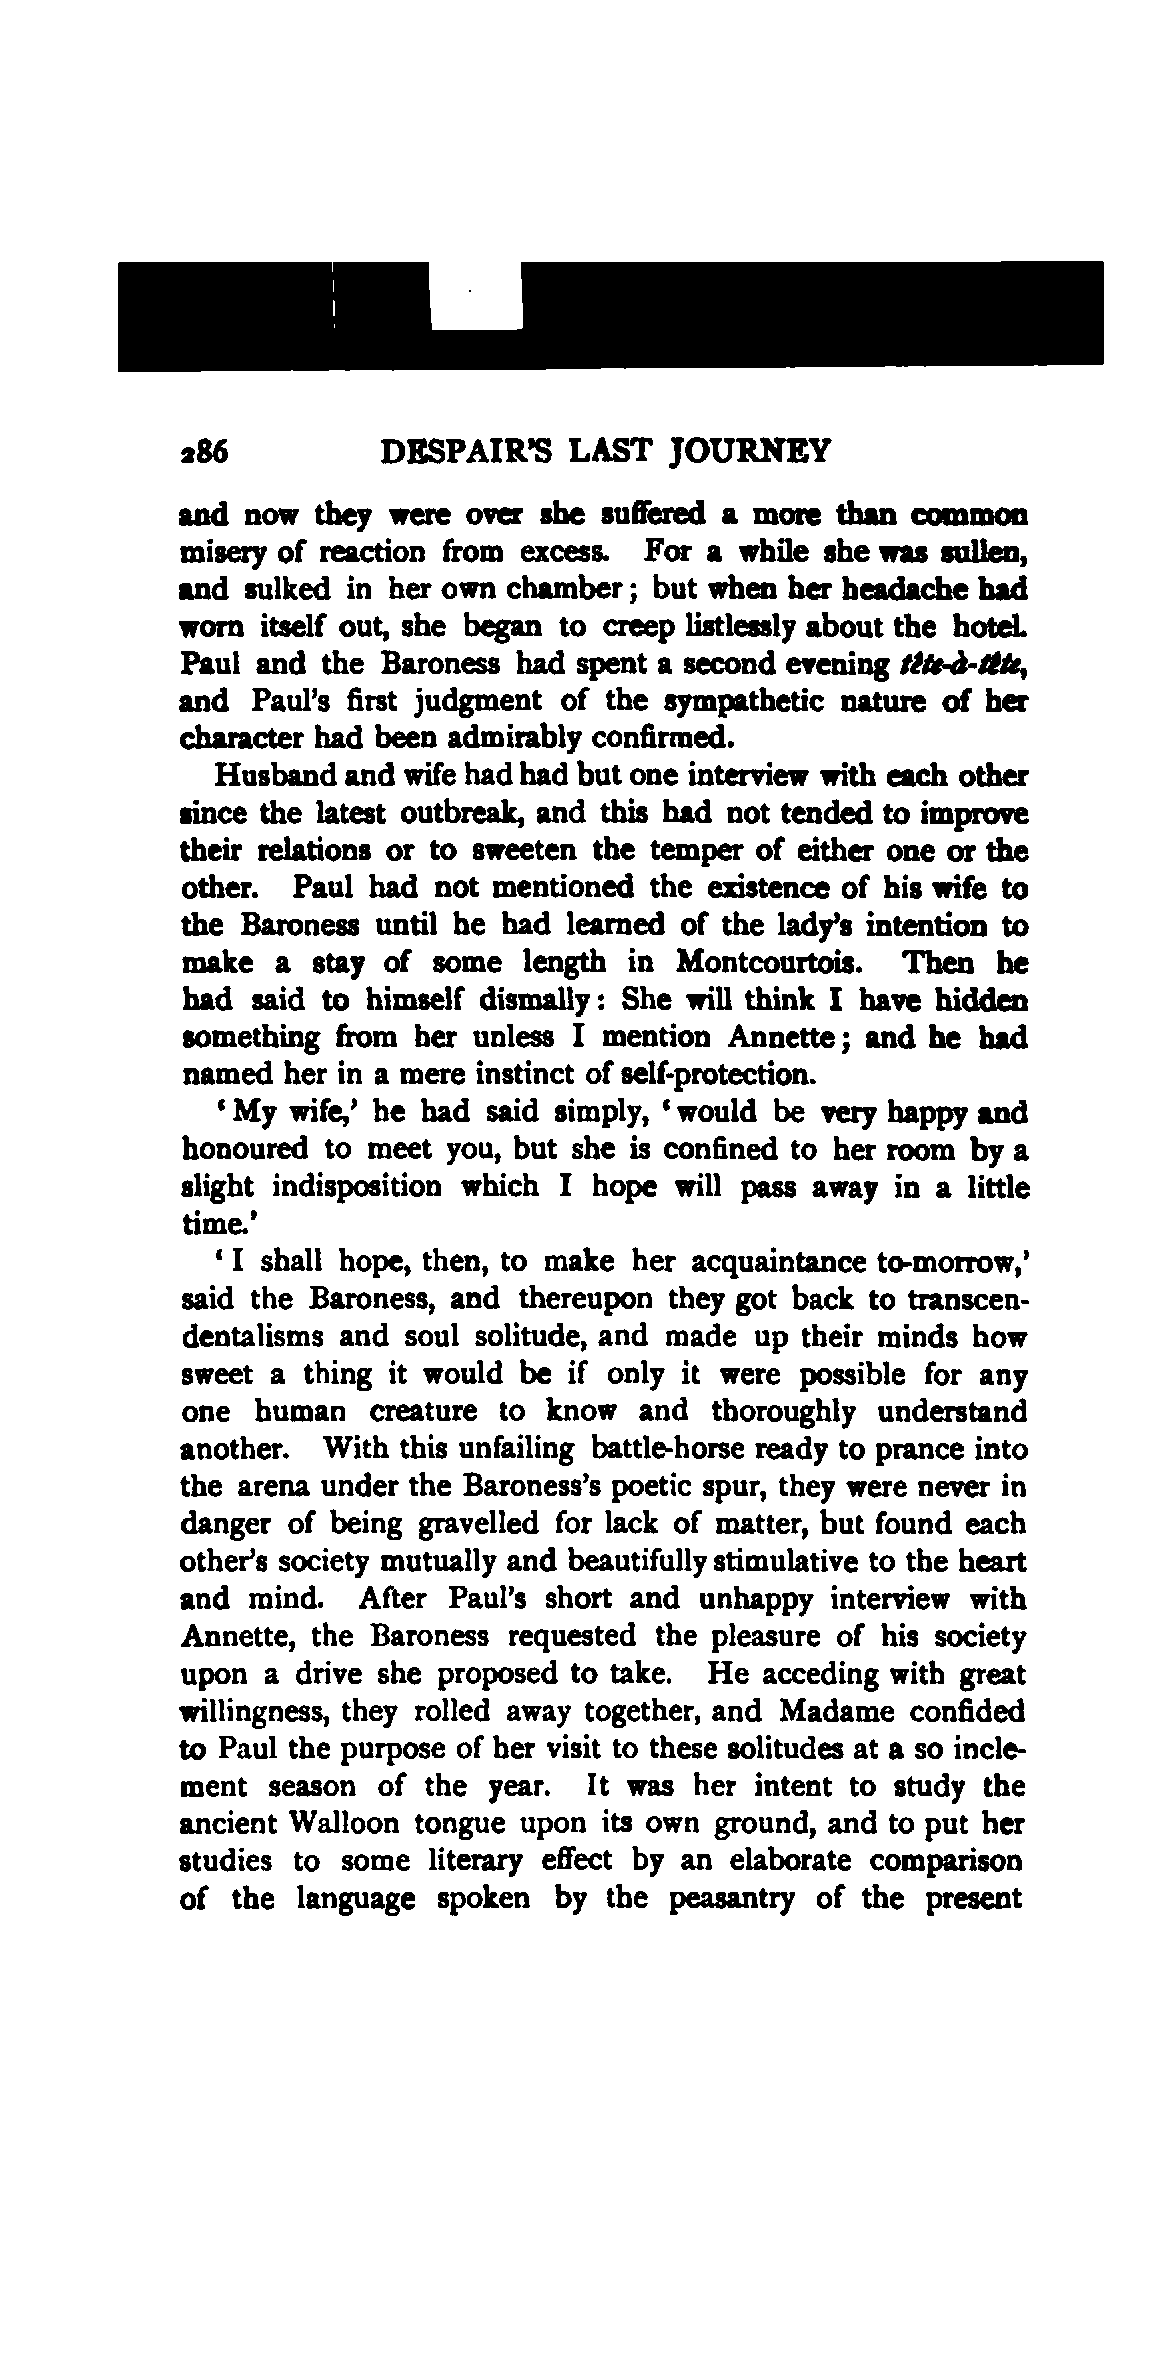 286 DESPAIR'S LAST JOURNEY
and now they were over she suffered a more than common
misery of reaction from excess. For a while she was sullen,
and sulked in her own chamber; but when her headache had
worn itself out, she began to creep listlessly about the hotel.
Paul and the Baroness had spent a second evening tête-à-tête,
and Paul's first judgment of the sympathetic nature of her
character had been admirably confirmed.
Husband and wife had had but one interview with each other
since the latest outbreak, and this had not tended to improve
their relations or to sweeten the temper of either one or the
other. Paul had not mentioned the existence of his wife to
the Baroness until he had learned of the lady's intention to
make a stay of some length in Montcourtois. Then he
had said to himself dismally: She will think I have hidden
something from her unless I mention Annette; and he had
named her in a mere instinct of self-protection.
'My wife,' he had said simply, 'would be very happy and
honoured to meet you, but she is confined to her room by a
slight indisposition which I hope will pass away in a little
time.'
'I shall hope, then, to make her acquaintance to-morrow,'
said the Baroness, and thereupon they got back to transcen-
dentalisms and soul solitude, and made up their minds how
sweet a thing it would be if only it were possible for any
one human creature to know and thoroughly understand
another. With this unfailing battle-horse ready to prance into
the arena under the Baroness's poetic spur, they were never in
danger of being gravelled for lack of matter, but found each
other's society mutually and beautifully stimulative to the heart
and mind. After Paul's short and unhappy interview with
Annette, the Baroness requested the pleasure of his society
upon a drive she proposed to take. He acceding with great
willingness, they rolled away together, and Madame confided
to Paul the purpose of her visit to these solitudes at a so incle-
ment season of the year. It was her intent to study the
ancient Walloon tongue upon its own ground, and to put her
studies to some literary effect by an elaborate comparison
of the language spoken by the peasantry of the present